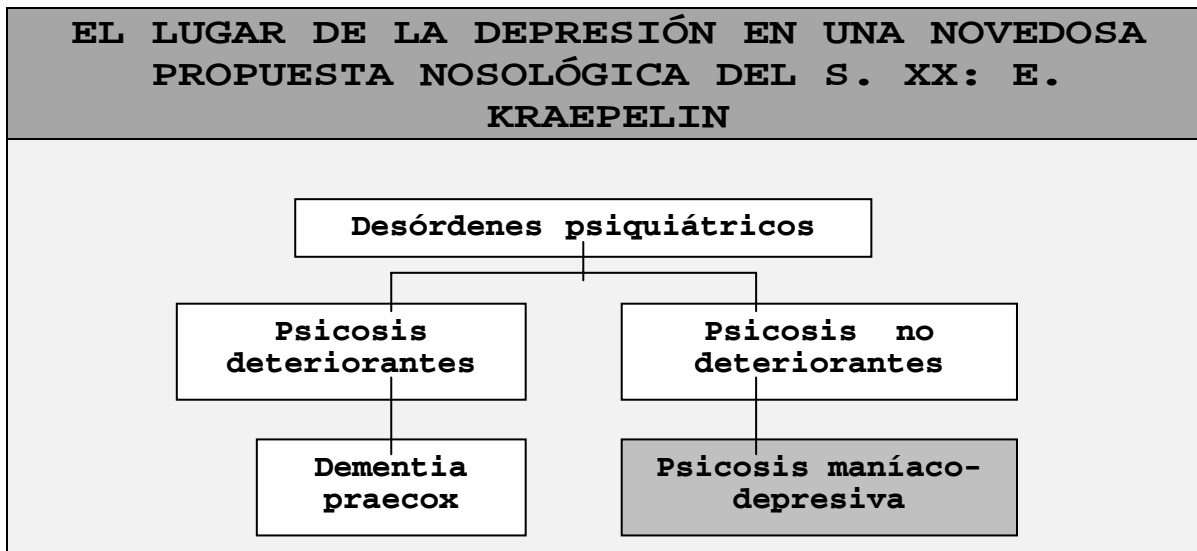 EL LUGAR DE LA DEPRESIÓN EN UNA NOVEDOSA
PROPUESTA NOSOLÓGICA DEL S. XX: E.
KRAEPELIN
Desórdenes psiquiátricos
Psicosis
deteriorantes
Psicosis no
deteriorantes
Dementia
praecox
Psicosis maníaco-
depresiva